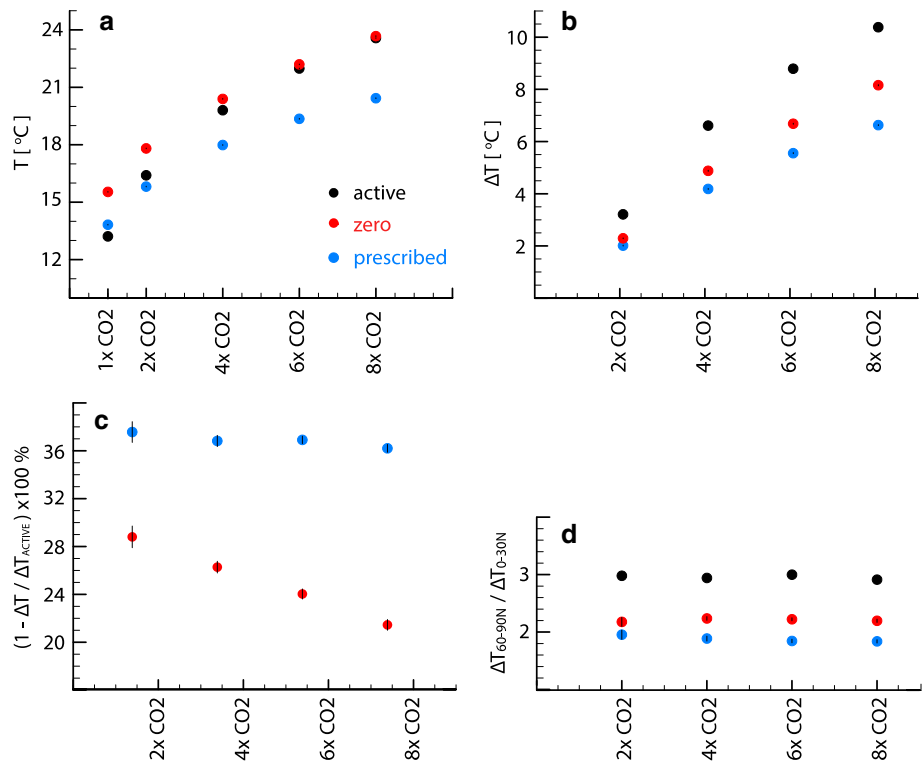 a
24
21
18
15
12
T [ °C]
active
zero
prescribed
1x CO2
2x CO2
4x CO2
6x CO2
8x CO2
b
10
8
6
4
2
ΔT [ °C]
2x CO2
4x CO2
6x CO2
8x CO2
c
36
32
28
24
20
(1 - ΔT / ΔTACTIVE ) x100 %
2x CO2
4x CO2
6x CO2
8x CO2
d
3
2
ΔT60-90N / ΔT0-30N
2x CO2
4x CO2
6x CO2
8x CO2